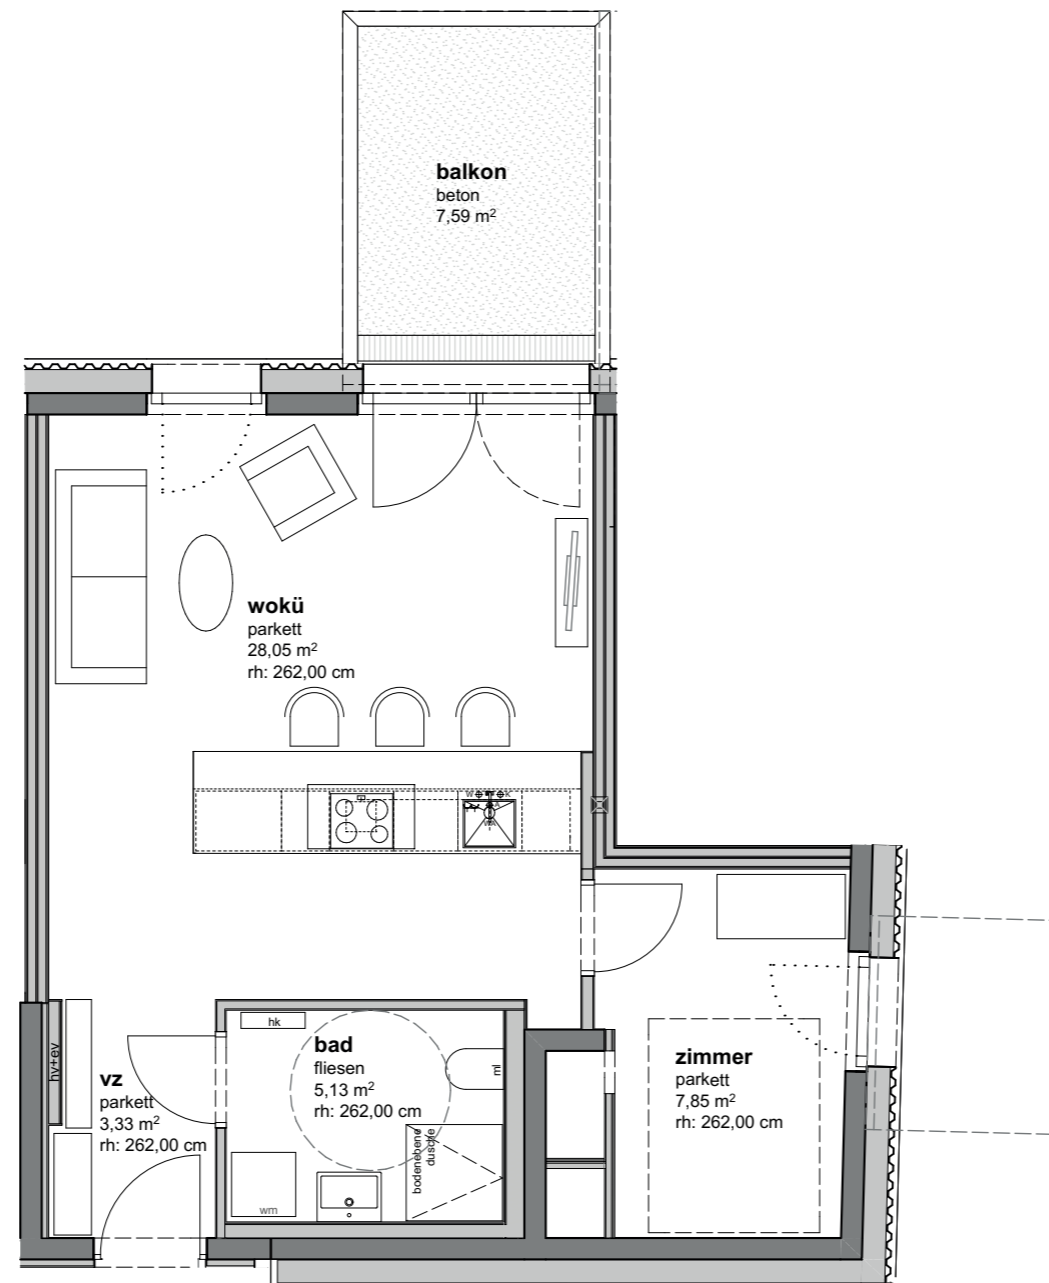 balkon
beton
7,59 m²
wokü
parkett
28,05 m²
rh: 262,00 cm
W
K
A
hk
hv+ev
vz
parkett
3,33 m²
rh: 262,00 cm
bad
fliesen
5,13 m²
rh: 262,00 cm
ml
bodenebene
dusche
wm
zimmer
parkett
7,85 m²
rh: 262,00 cm